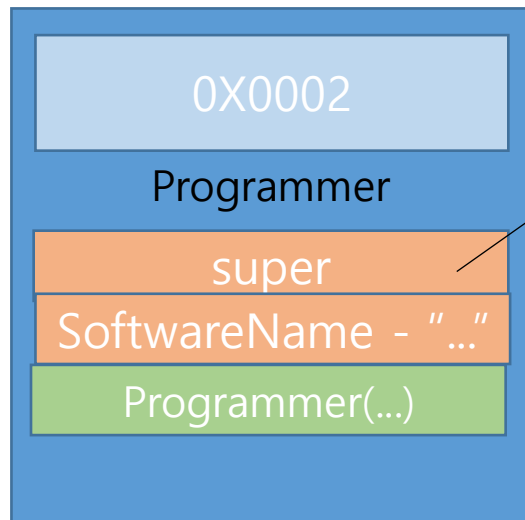 0X0002
Programmer
super
SoftwareName - "..."
Programmer(...)